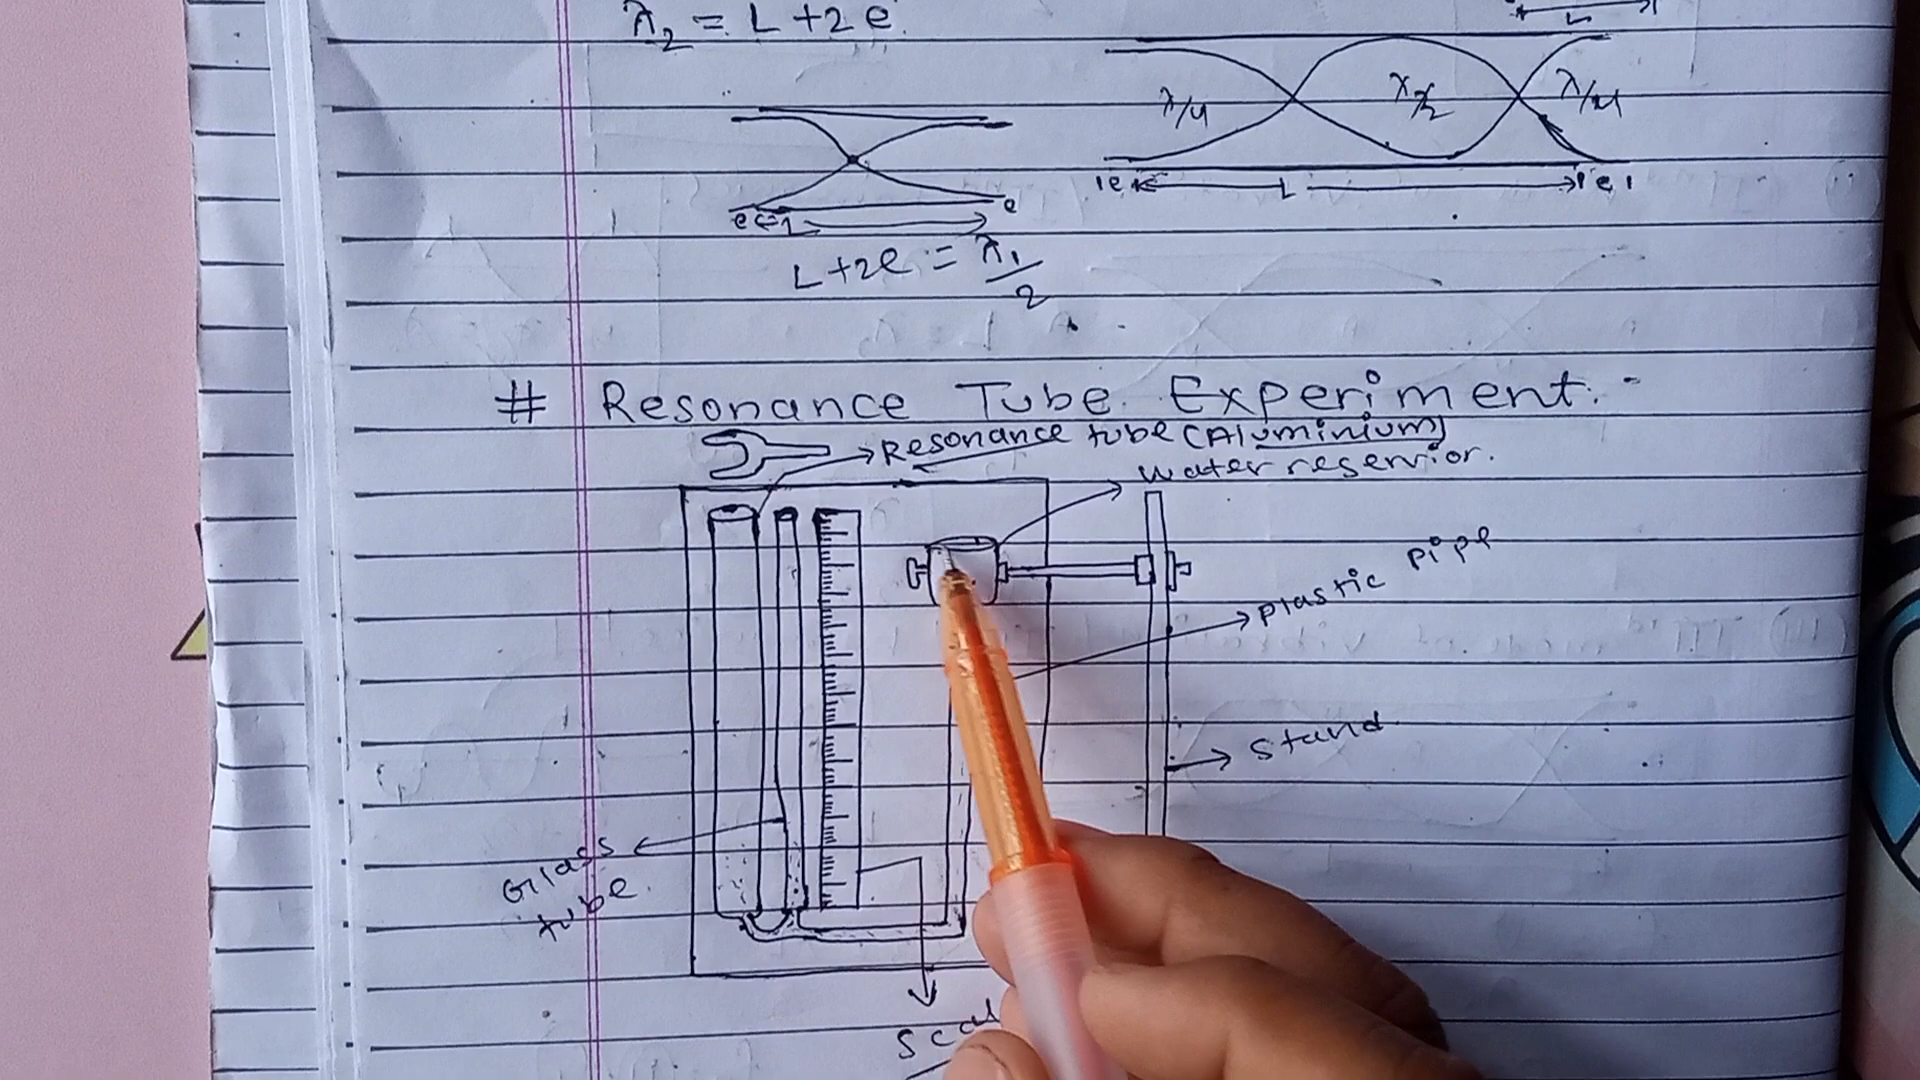 λ₂ = L + 2e
L
λ/4
λ/2
λ/4
e L e
e L e
L + 2e = λ₁/2
# Resonance Tube Experiment:-
Resonance tube (Aluminium)
water reservior.
plastic pipe
stand
Glass
tube.